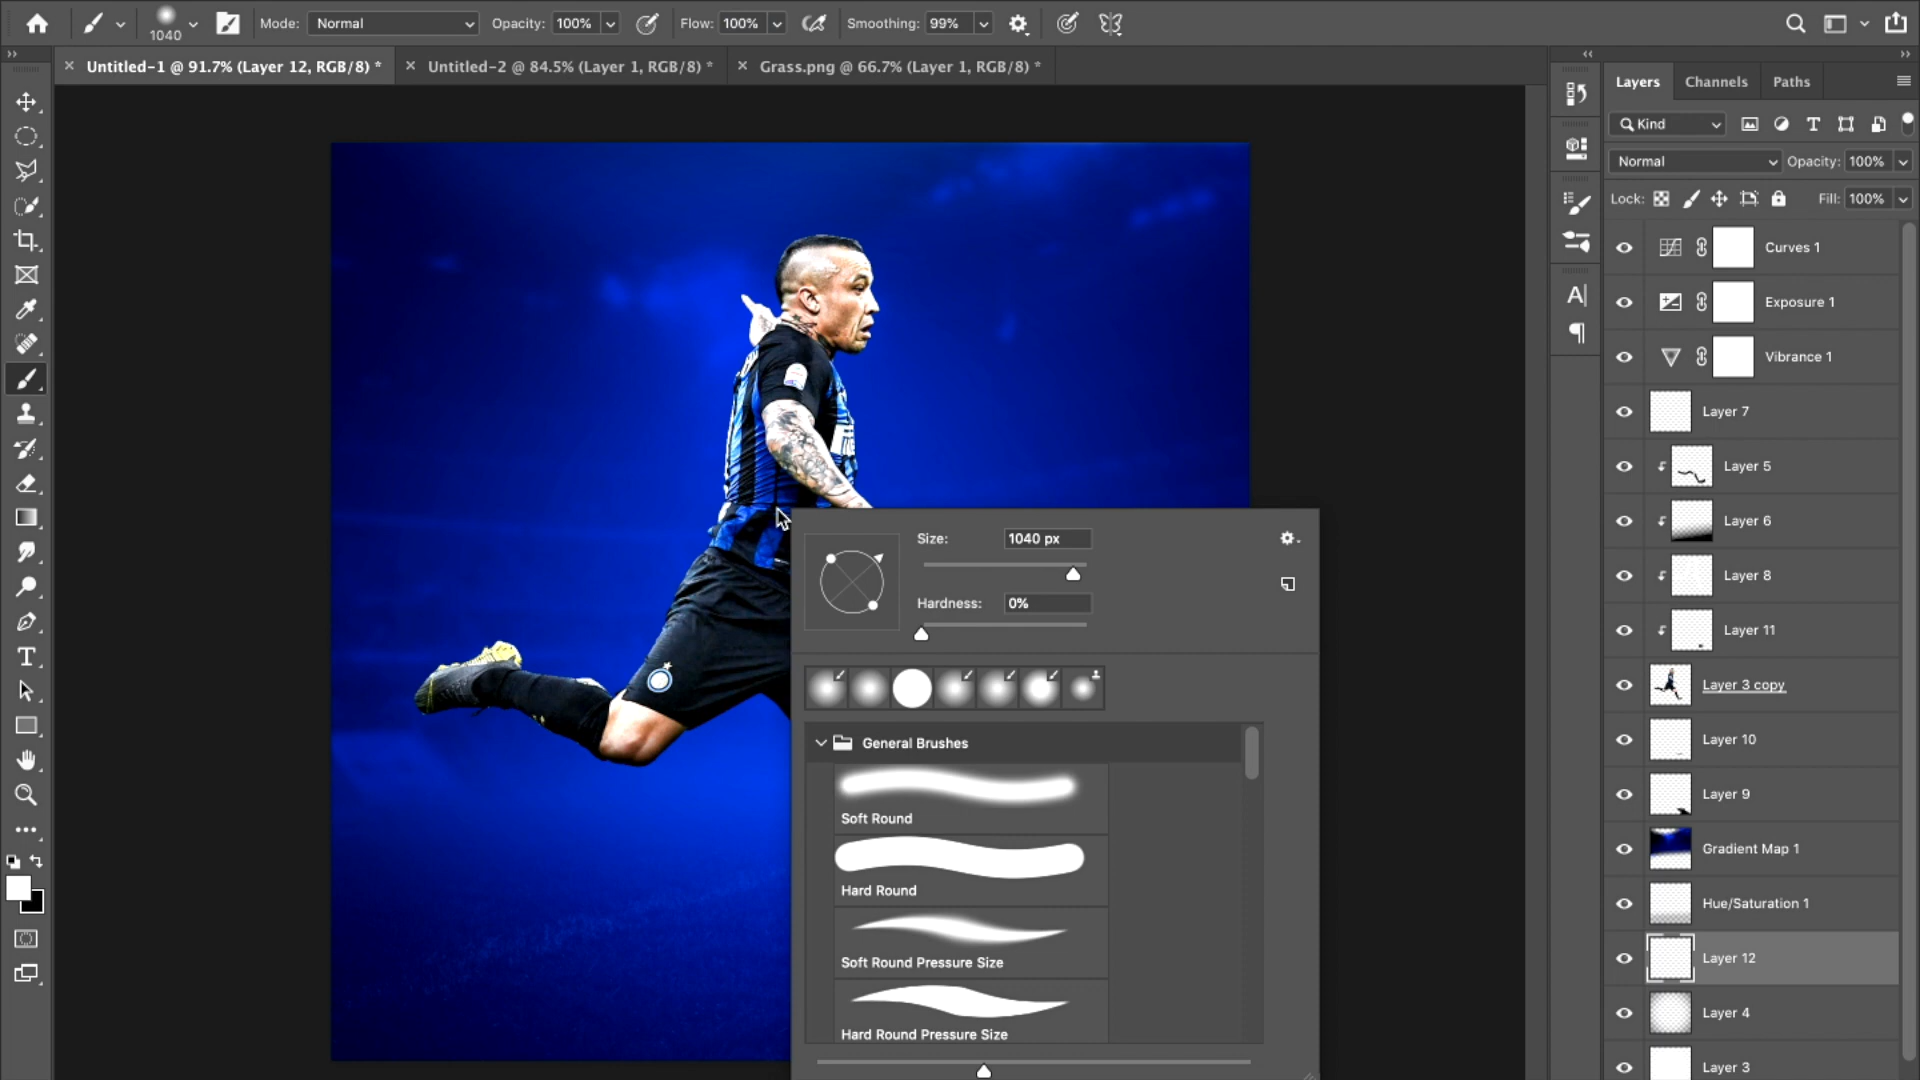 1040
Mode: Normal
Opacity: 100%
Flow: 100%
Smoothing: 99%
Untitled-1 @ 91.7% (Layer 12, RGB/8) *
Untitled-2 @ 84.5% (Layer 1, RGB/8) *
Grass.png @ 66.7% (Layer 1, RGB/8) *
Layers
Channels
Paths
Kind
Normal
Opacity: 100%
Lock:
Fill: 100%
Curves 1
Exposure 1
Vibrance 1
Layer 7
Layer 5
Layer 6
Layer 8
Layer 11
Layer 3 copy
Layer 10
Layer 9
Gradient Map 1
Hue/Saturation 1
Layer 12
Layer 4
Layer 3
Size: 1040 px
Hardness: 0%
General Brushes
Soft Round
Hard Round
Soft Round Pressure Size
Hard Round Pressure Size